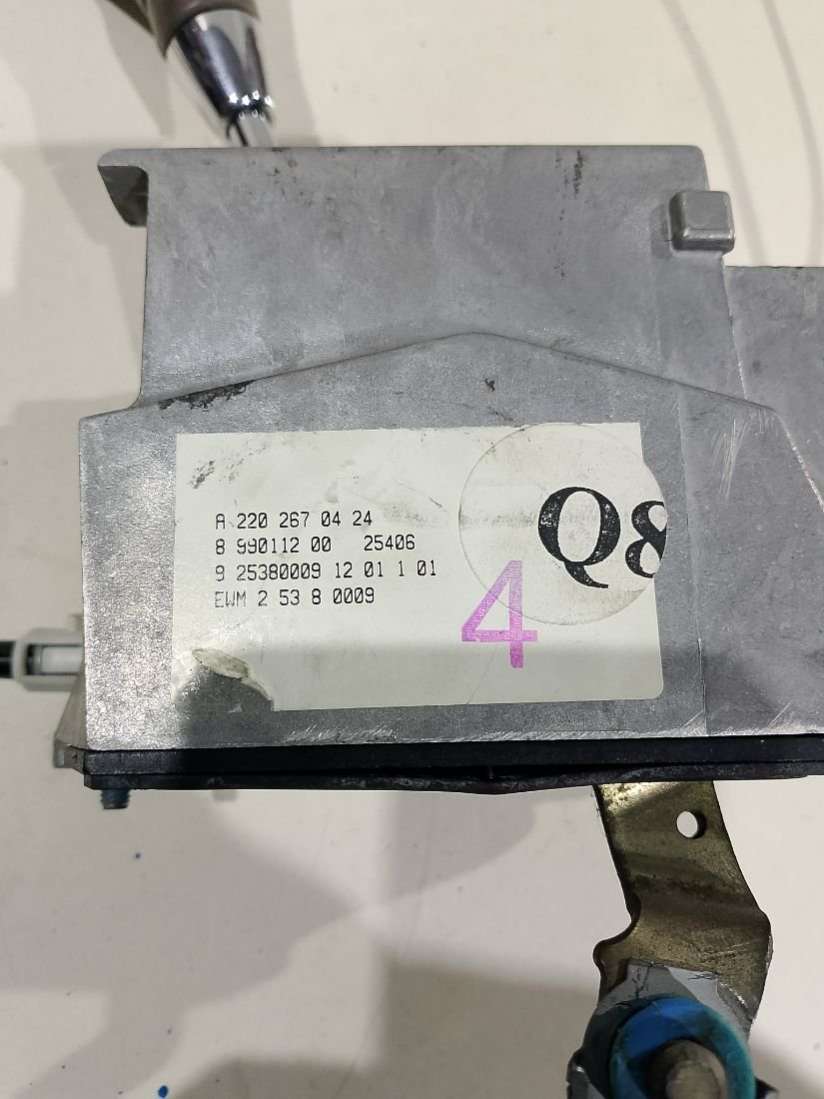 A 220 267 04 24
8 990112 00 25406
9 25380009 12 01 1 01
EWM 2 53 8 0009
4
Q8